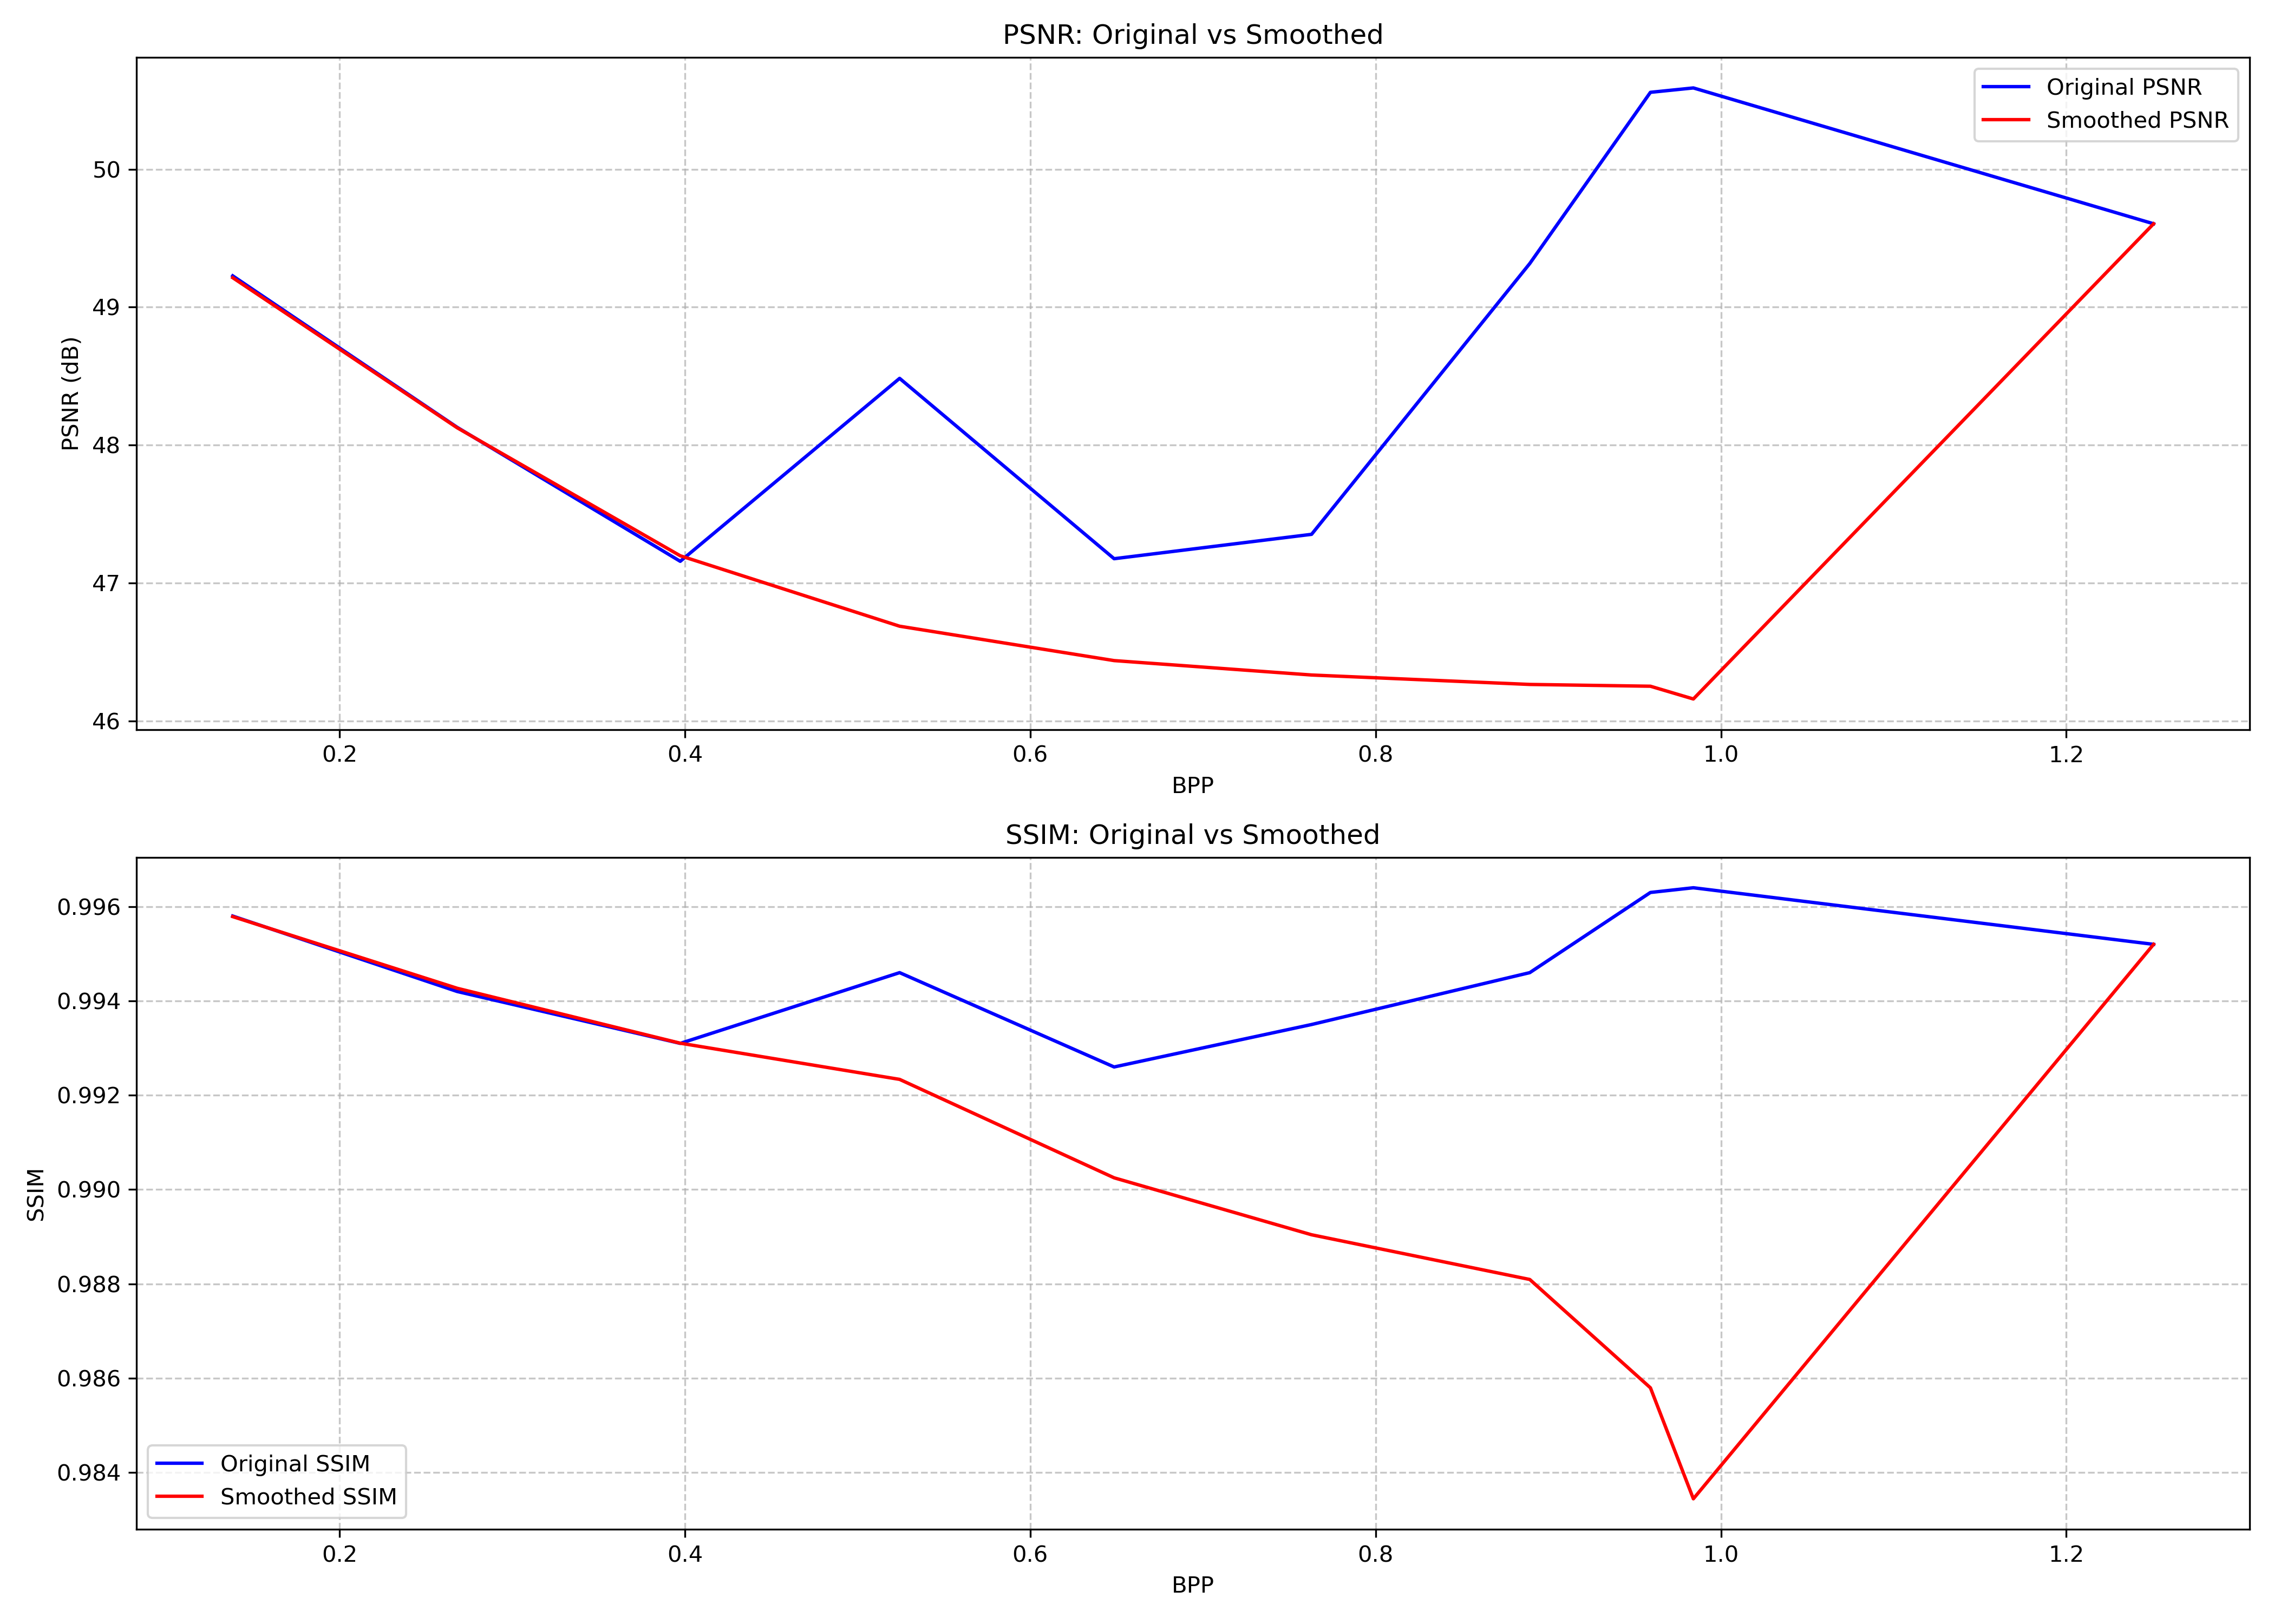 PSNR: Original vs Smoothed
Original PSNR
Smoothed PSNR
PSNR (dB)
50
49
48
47
46
0.2 0.4 0.6 0.8 1.0 1.2
BPP
SSIM: Original vs Smoothed
SSIM
0.996
0.994
0.992
0.990
0.988
0.986
0.984
Original SSIM
Smoothed SSIM
0.2 0.4 0.6 0.8 1.0 1.2
BPP